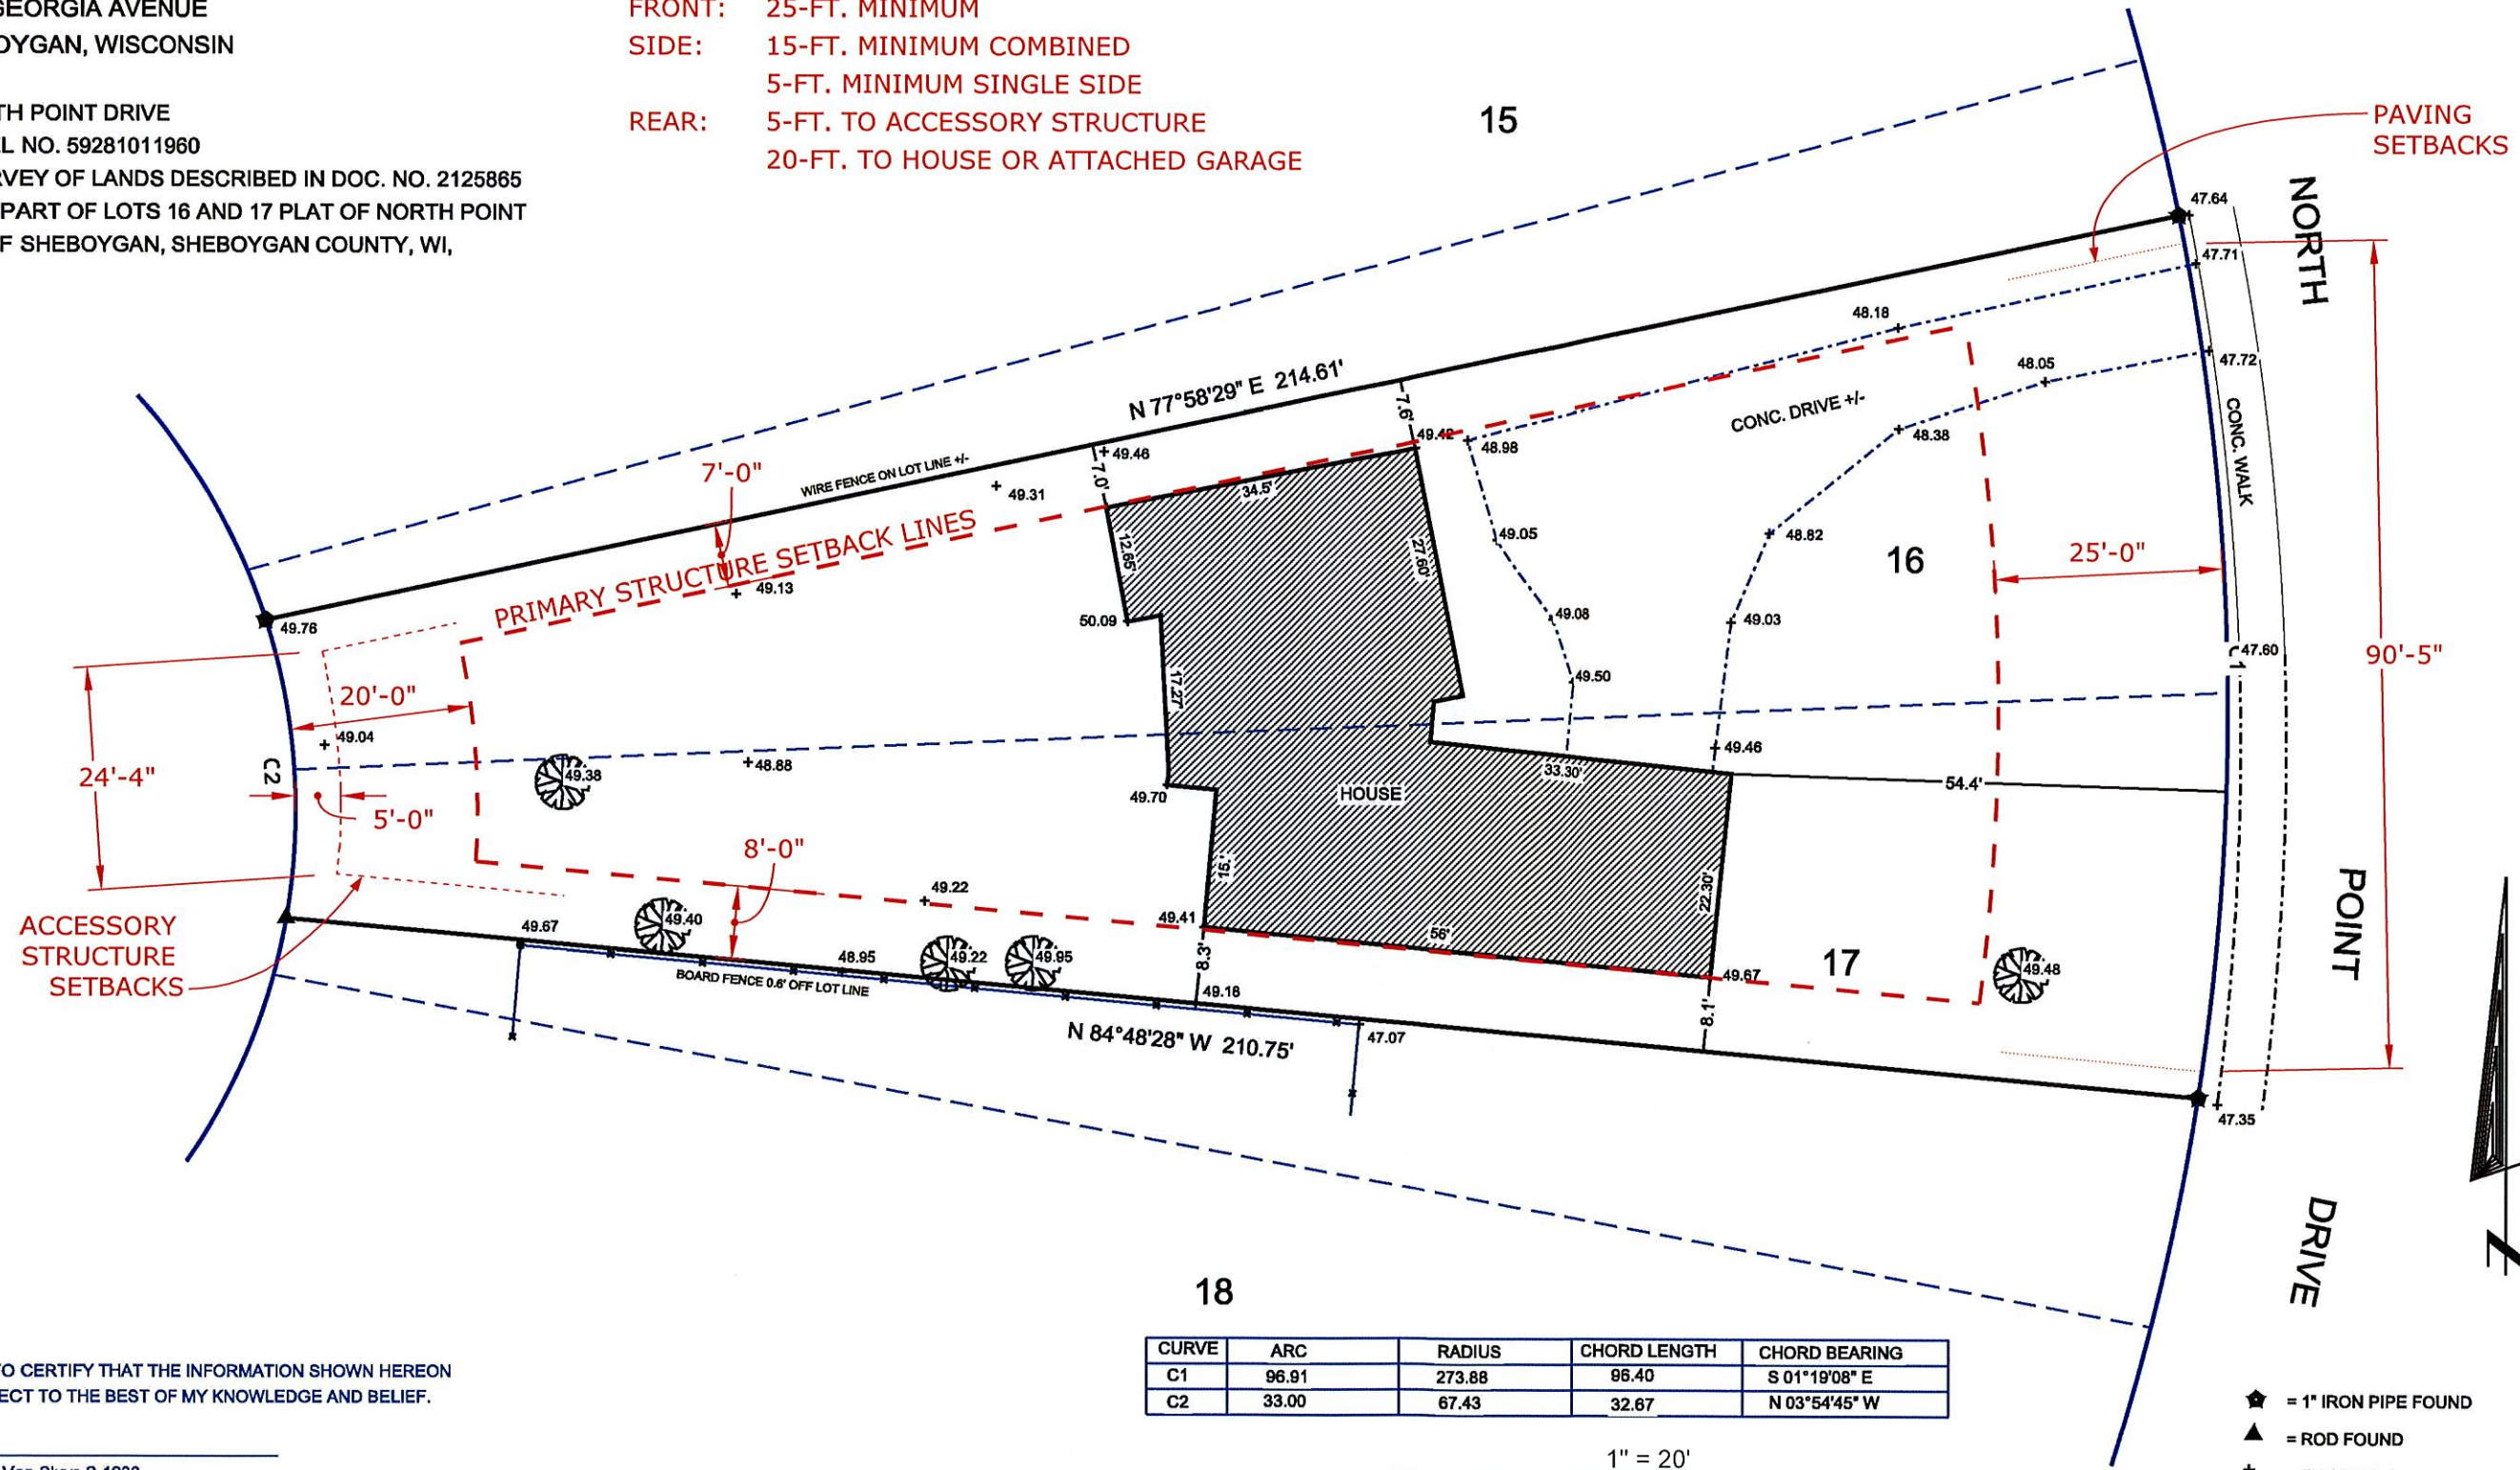 GEORGIA AVENUE
OYGAN, WISCONSIN
TH POINT DRIVE
L NO. 59281011960
RVEY OF LANDS DESCRIBED IN DOC. NO. 2125865
PART OF LOTS 16 AND 17 PLAT OF NORTH POINT
F SHEBOYGAN, SHEBOYGAN COUNTY, WI,
FRONT: 25-FT. MINIMUM
SIDE: 15-FT. MINIMUM COMBINED
5-FT. MINIMUM SINGLE SIDE
REAR: 5-FT. TO ACCESSORY STRUCTURE
20-FT. TO HOUSE OR ATTACHED GARAGE
15
PAVING
SETBACKS
NORTH
POINT
DRIVE
47.64
47.71
48.18
47.72
48.05
CONC. DRIVE +/-
CONC. WALK
N 77°58'29" E 214.61'
7.6'
49.42
48.98
48.38
49.46
7.0'
7'-0"
WIRE FENCE ON LOT LINE +/-
49.31
34.5'
PRIMARY STRUCTURE SETBACK LINES
12.65'
27.60'
49.05
48.82
16
25'-0"
49.13
49.76
50.09
49.08
49.03
47.60
C1
90'-5"
17.27'
49.50
20'-0"
49.04
C2
24'-4"
49.38
48.88
49.46
33.30'
54.4'
5'-0"
49.70
HOUSE
8'-0"
15.'
22.30'
49.22
49.41
56'
ACCESSORY
STRUCTURE
SETBACKS
49.67
49.40
48.95
49.22
49.95
BOARD FENCE 0.6' OFF LOT LINE
8.3'
49.18
49.67
17
49.48
8.1'
N 84°48'28" W 210.75'
47.07
47.35
18
CURVE ARC RADIUS CHORD LENGTH CHORD BEARING
C1 96.91 273.88 96.40 S 01°19'08" E
C2 33.00 67.43 32.67 N 03°54'45" W
1" = 20'
TO CERTIFY THAT THE INFORMATION SHOWN HEREON
ECT TO THE BEST OF MY KNOWLEDGE AND BELIEF.
= 1" IRON PIPE FOUND
= ROD FOUND